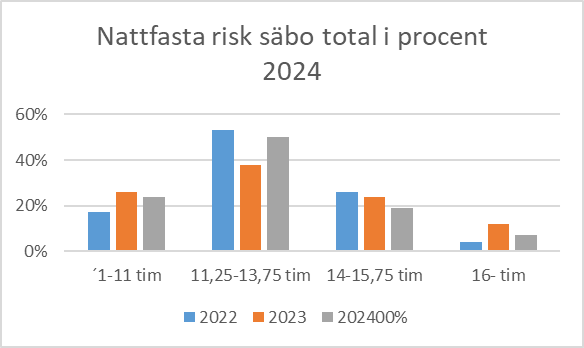 Nattfasta risk säbo total i procent
2024
60%
40%
20%
0%
´1-11 tim 11,25-13,75 tim 14-15,75 tim 16- tim
2022 2023 202400%